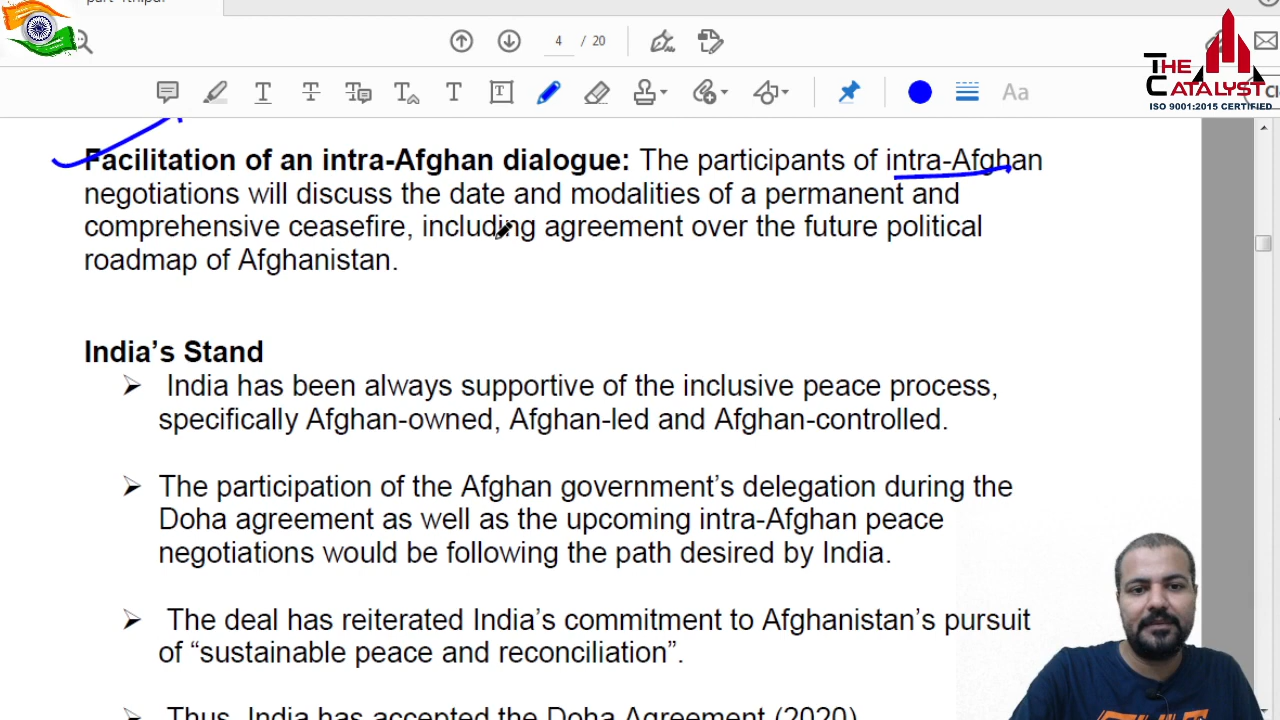 4 / 20
THE
CATALYST
ISO 9001:2015 CERTIFIED
Aa
Facilitation of an intra-Afghan dialogue: The participants of intra-Afghan
negotiations will discuss the date and modalities of a permanent and
comprehensive ceasefire, including agreement over the future political
roadmap of Afghanistan.
India’s Stand
➢ India has been always supportive of the inclusive peace process,
specifically Afghan-owned, Afghan-led and Afghan-controlled.
➢ The participation of the Afghan government’s delegation during the
Doha agreement as well as the upcoming intra-Afghan peace
negotiations would be following the path desired by India.
➢ The deal has reiterated India’s commitment to Afghanistan’s pursuit
of “sustainable peace and reconciliation”.
➢ Thus, India has accepted the Doha Agreement (2020)